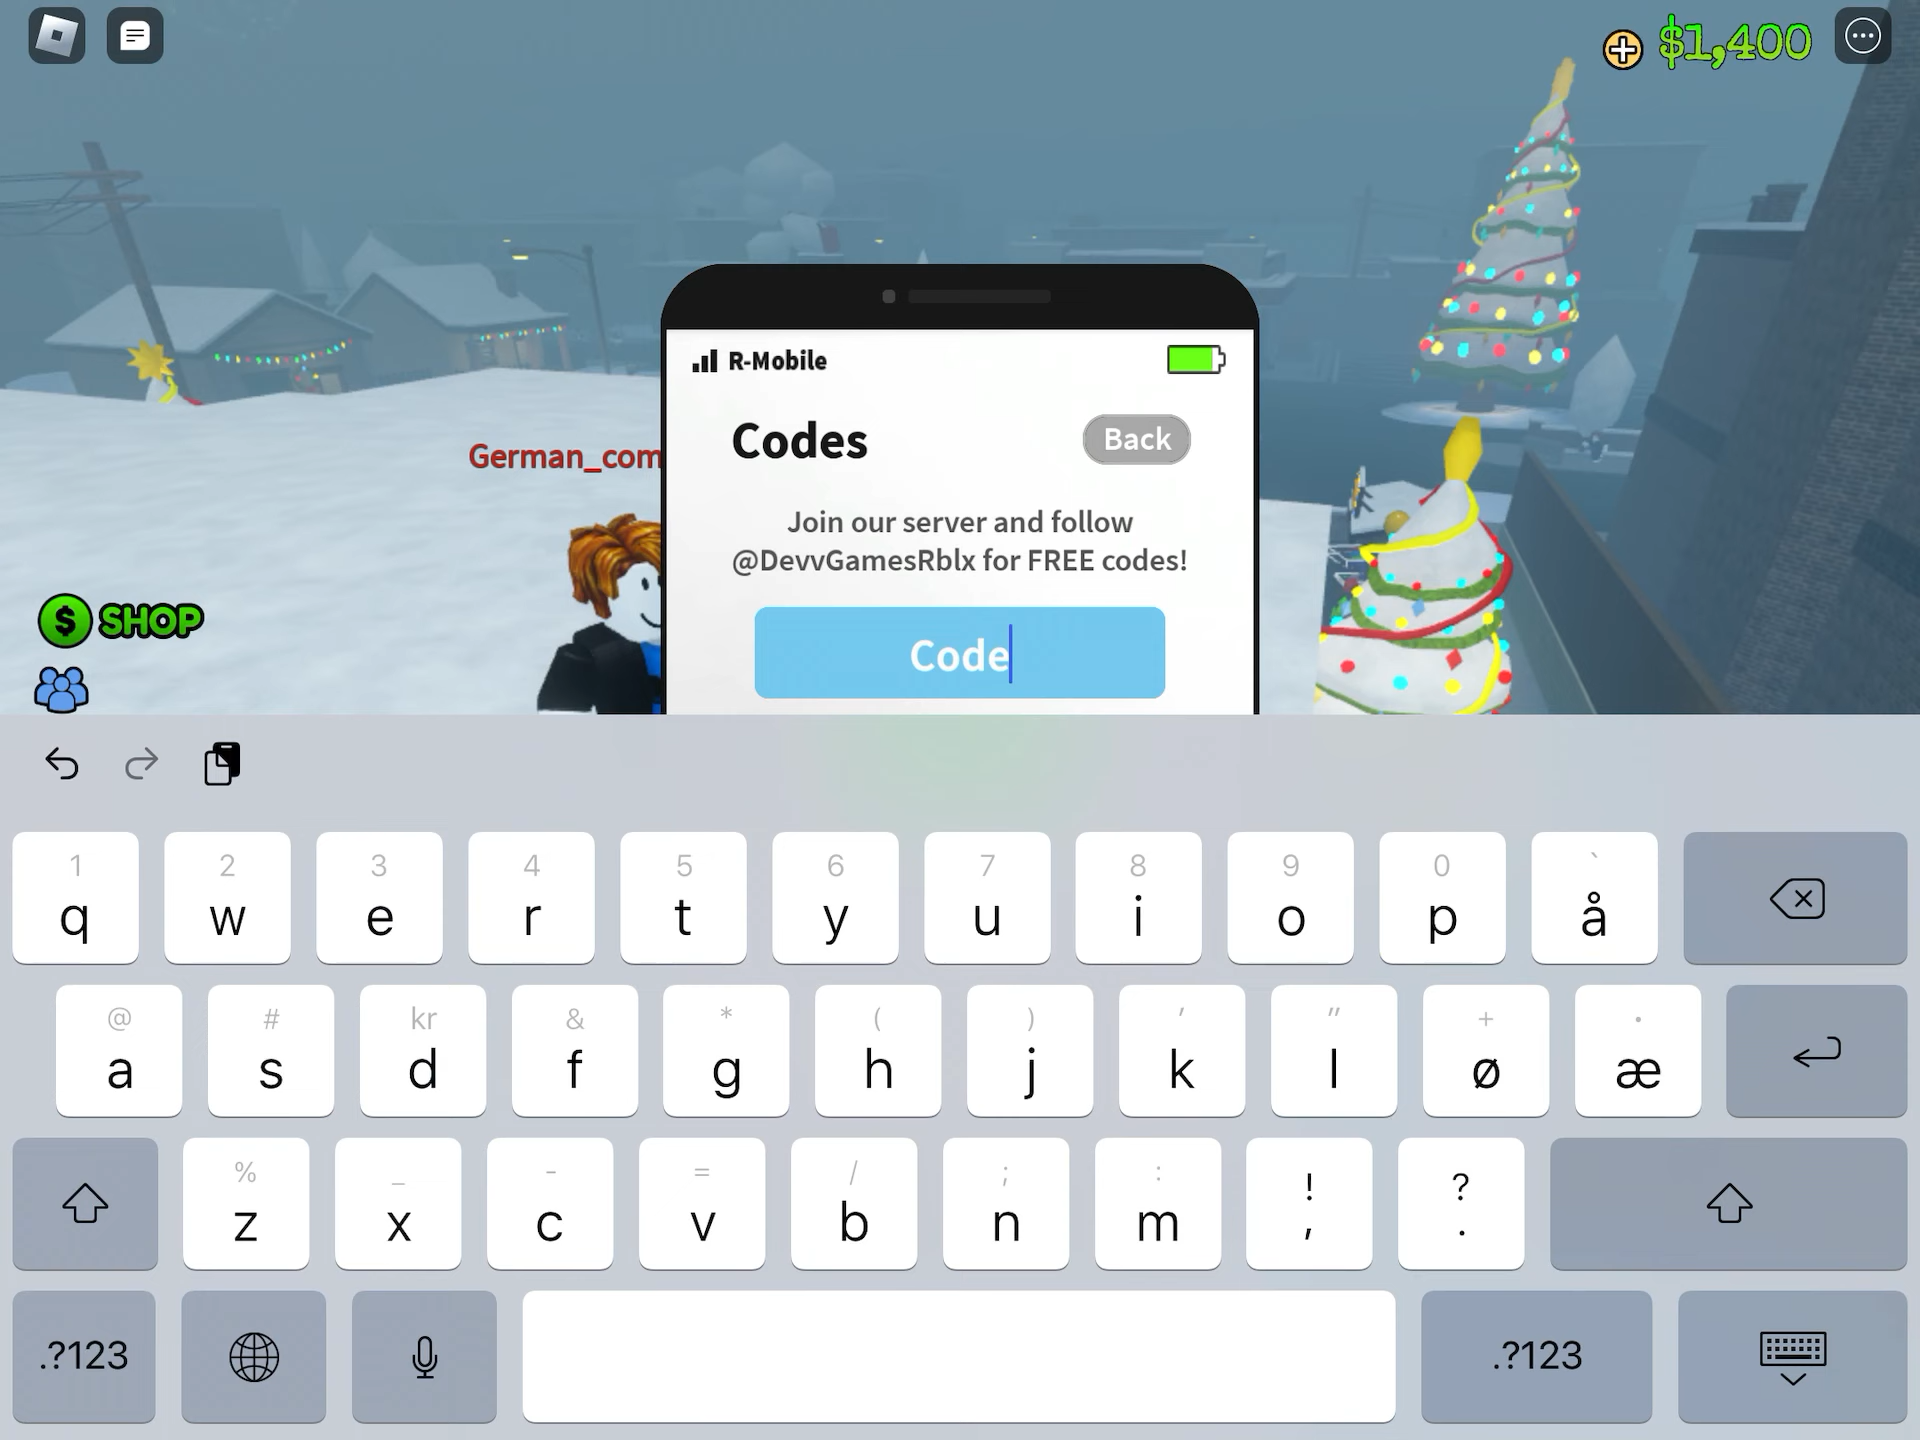 $1,400
R-Mobile
Codes
Back
German_com
Join our server and follow
@DevvGamesRblx for FREE codes!
$ SHOP
Code
1 2 3 4 5 6 7 8 9 0 `
q w e r t y u i o p å
@ # kr & * ( ) ' " + •
a s d f g h j k l ø æ
% _ - = / ; : ! ?
z x c v b n m , .
.?123 .?123